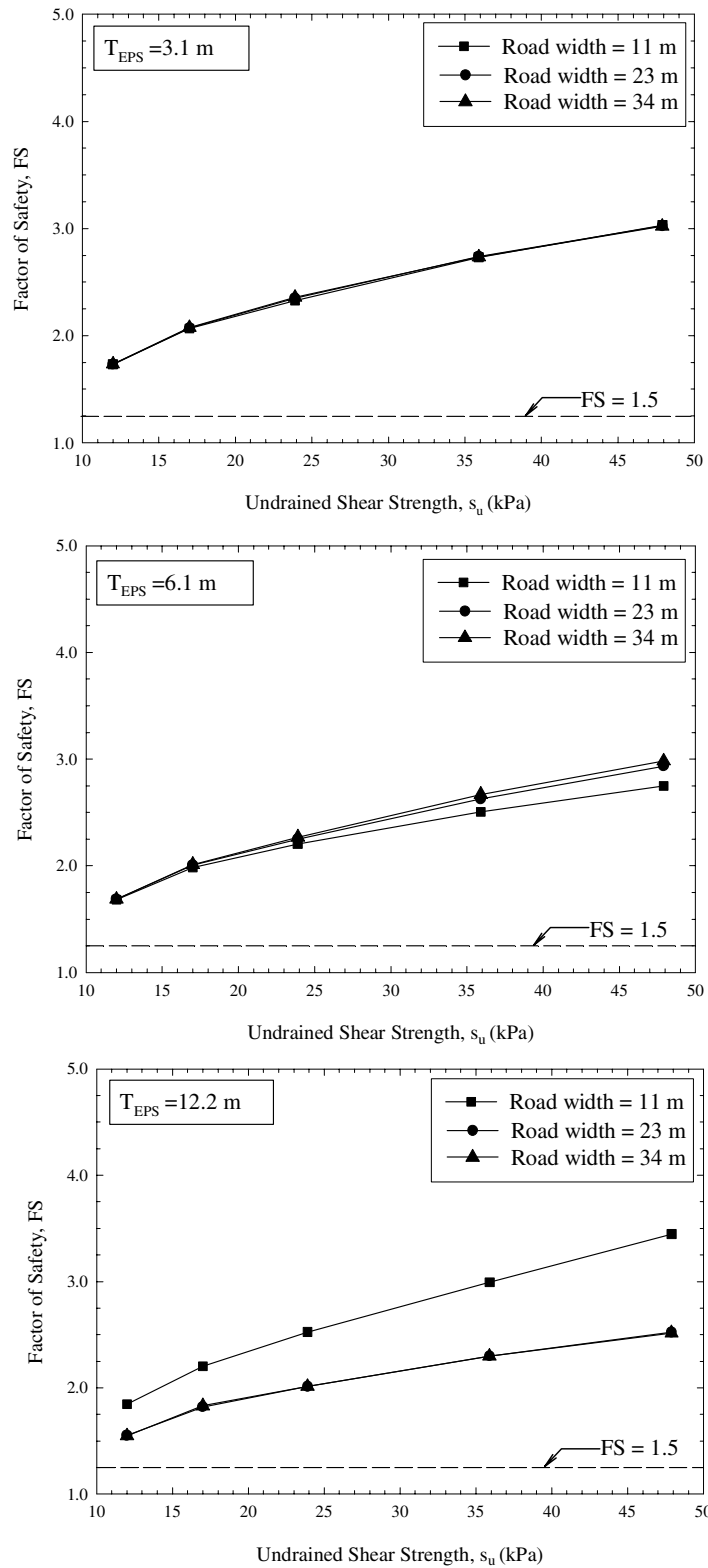 5.0
T_EPS =3.1 m
Road width = 11 m
Road width = 23 m
Road width = 34 m
4.0
Factor of Safety, FS
3.0
2.0
FS = 1.5
1.0
10 15 20 25 30 35 40 45 50
Undrained Shear Strength, s_u (kPa)
5.0
T_EPS =6.1 m
Road width = 11 m
Road width = 23 m
Road width = 34 m
4.0
Factor of Safety, FS
3.0
2.0
FS = 1.5
1.0
10 15 20 25 30 35 40 45 50
Undrained Shear Strength, s_u (kPa)
5.0
T_EPS =12.2 m
Road width = 11 m
Road width = 23 m
Road width = 34 m
4.0
Factor of Safety, FS
3.0
2.0
FS = 1.5
1.0
10 15 20 25 30 35 40 45 50
Undrained Shear Strength, s_u (kPa)